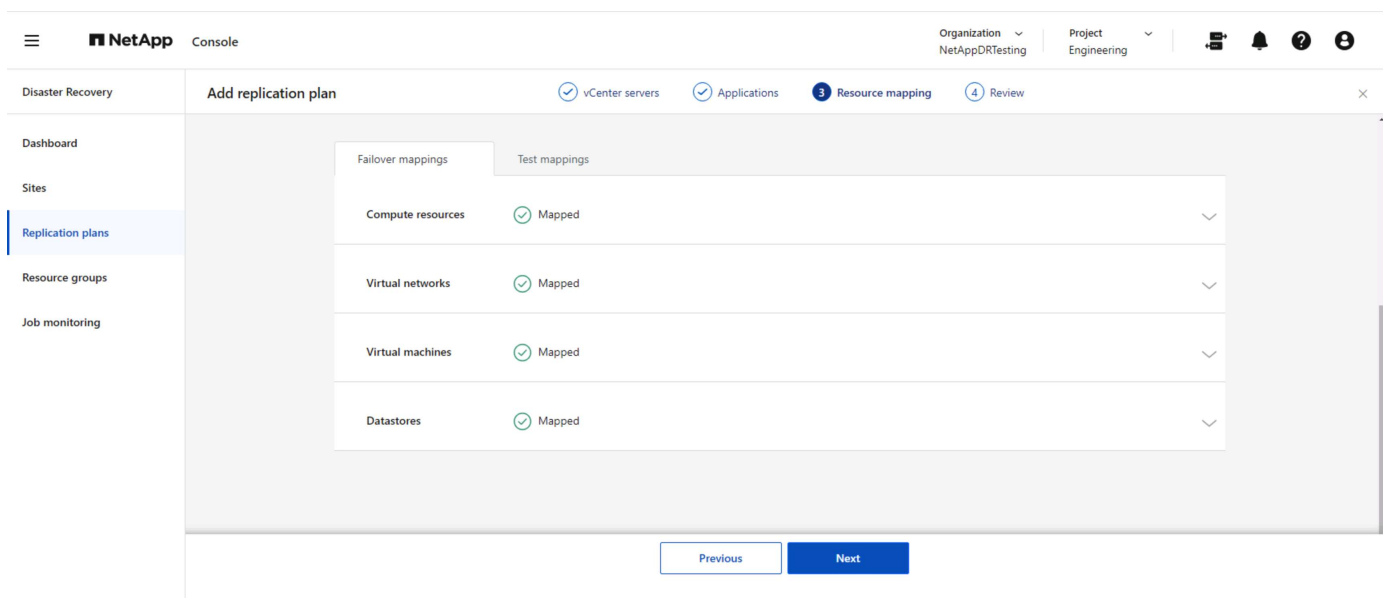 NetApp Console
Organization
NetAppDRTesting
Project
Engineering
Disaster Recovery
Add replication plan
vCenter servers
Applications
3 Resource mapping
4 Review
Dashboard
Sites
Replication plans
Resource groups
Job monitoring
Failover mappings
Test mappings
Compute resources Mapped
Virtual networks Mapped
Virtual machines Mapped
Datastores Mapped
Previous
Next